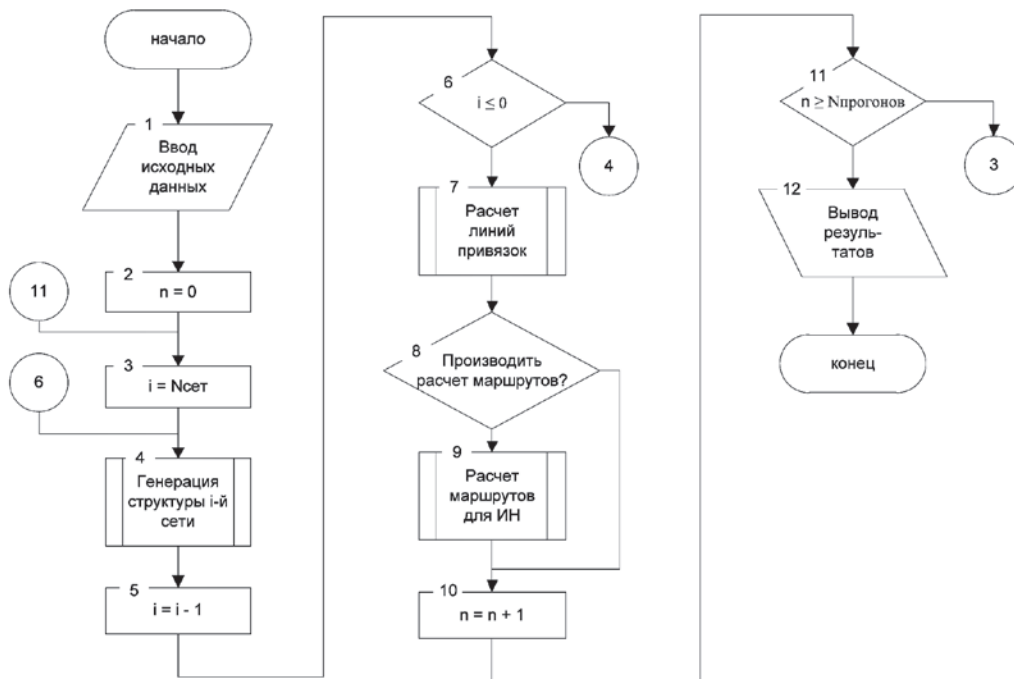 начало
1
Ввод
исходных
данных
2
n = 0
11
3
i = Nсет
6
4
Генерация
структуры i-й
сети
5
i = i - 1
6
i ≤ 0
4
7
Расчет
линий
привязок
8
Производить
расчет маршрутов?
9
Расчет
маршрутов
для ИН
10
n = n + 1
11
n ≥ Nпрогонов
3
12
Вывод
резуль-
татов
конец